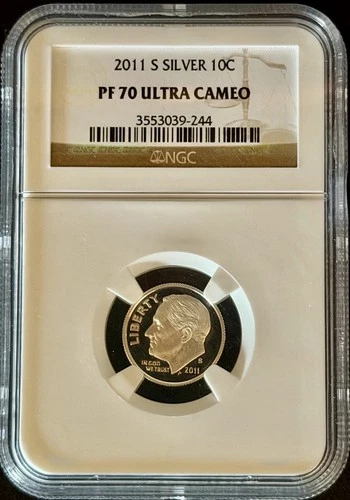 2011 S SILVER 10C
PF 70 ULTRA CAMEO
3553039-244
NGC
LIBERTY
IN GOD
WE TRUST
S
2011